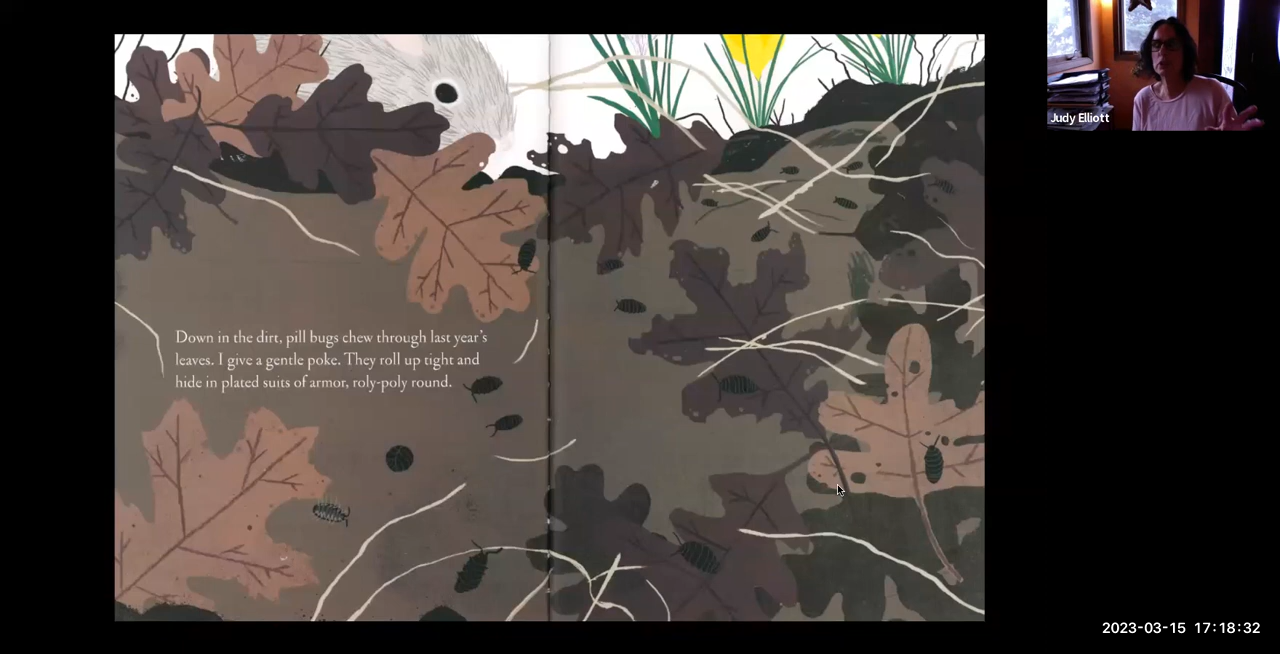 Judy Elliott
Down in the dirt, pill bugs chew through last year's
leaves. I give a gentle poke. They roll up tight and
hide in plated suits of armor, roly-poly round.
2023-03-15 17:18:32